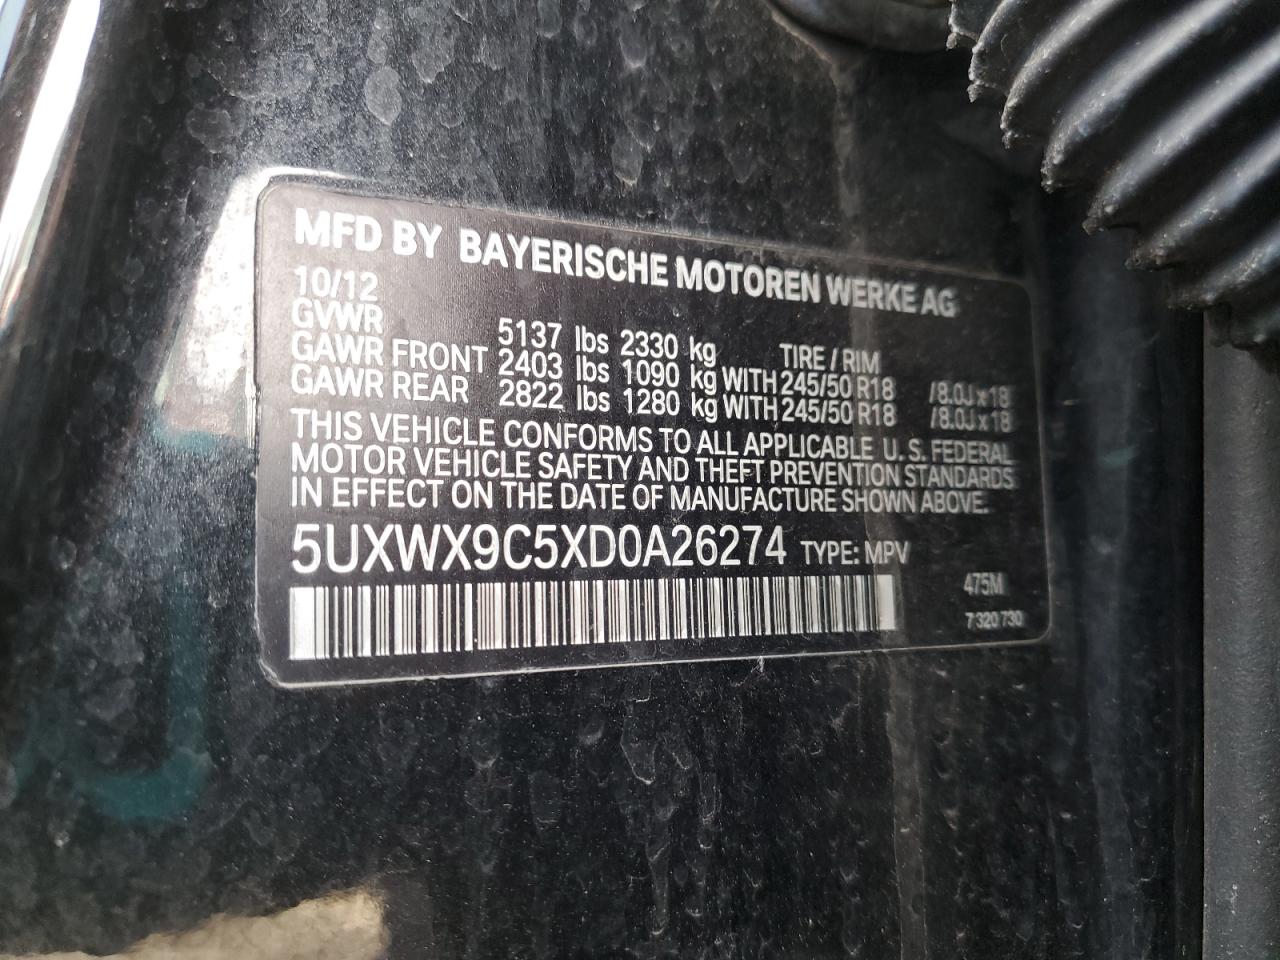 MFD BY BAYERISCHE MOTOREN WERKE AG
10/12
GVWR 5137 lbs 2330 kg TIRE / RIM
GAWR FRONT 2403 lbs 1090 kg WITH 245/50 R18 /8.0J x 18
GAWR REAR 2822 lbs 1280 kg WITH 245/50 R18 /8.0J x 18
THIS VEHICLE CONFORMS TO ALL APPLICABLE U.S. FEDERAL
MOTOR VEHICLE SAFETY AND THEFT PREVENTION STANDARDS
IN EFFECT ON THE DATE OF MANUFACTURE SHOWN ABOVE.
5UXWX9C5XD0A26274 TYPE: MPV
475M
7 320 730